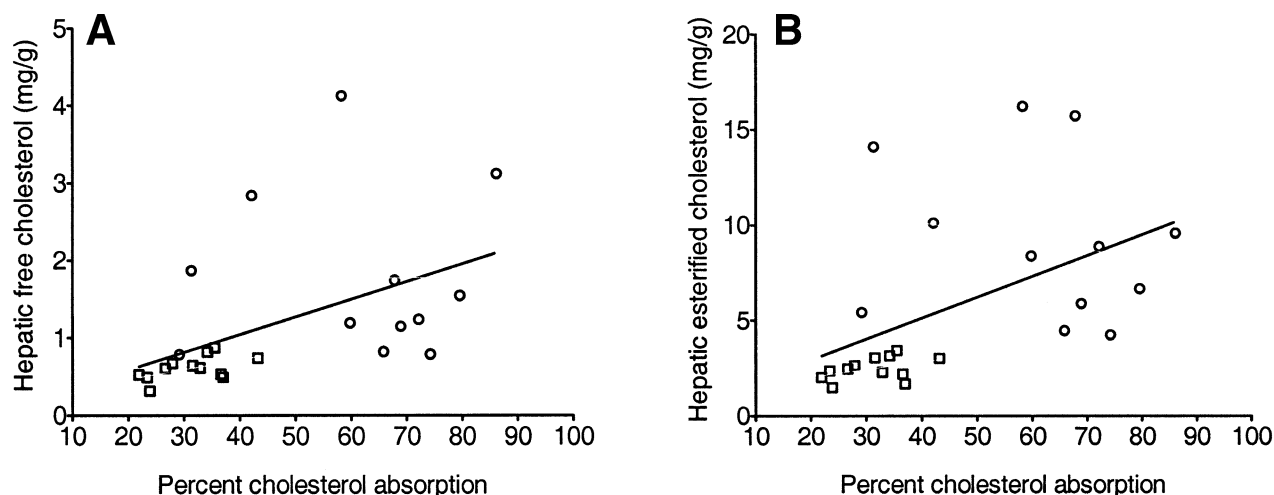 A
Hepatic free cholesterol (mg/g)
5
4
3
2
1
0
10 20 30 40 50 60 70 80 90 100
Percent cholesterol absorption
B
Hepatic esterified cholesterol (mg/g)
20
15
10
5
0
10 20 30 40 50 60 70 80 90 100
Percent cholesterol absorption